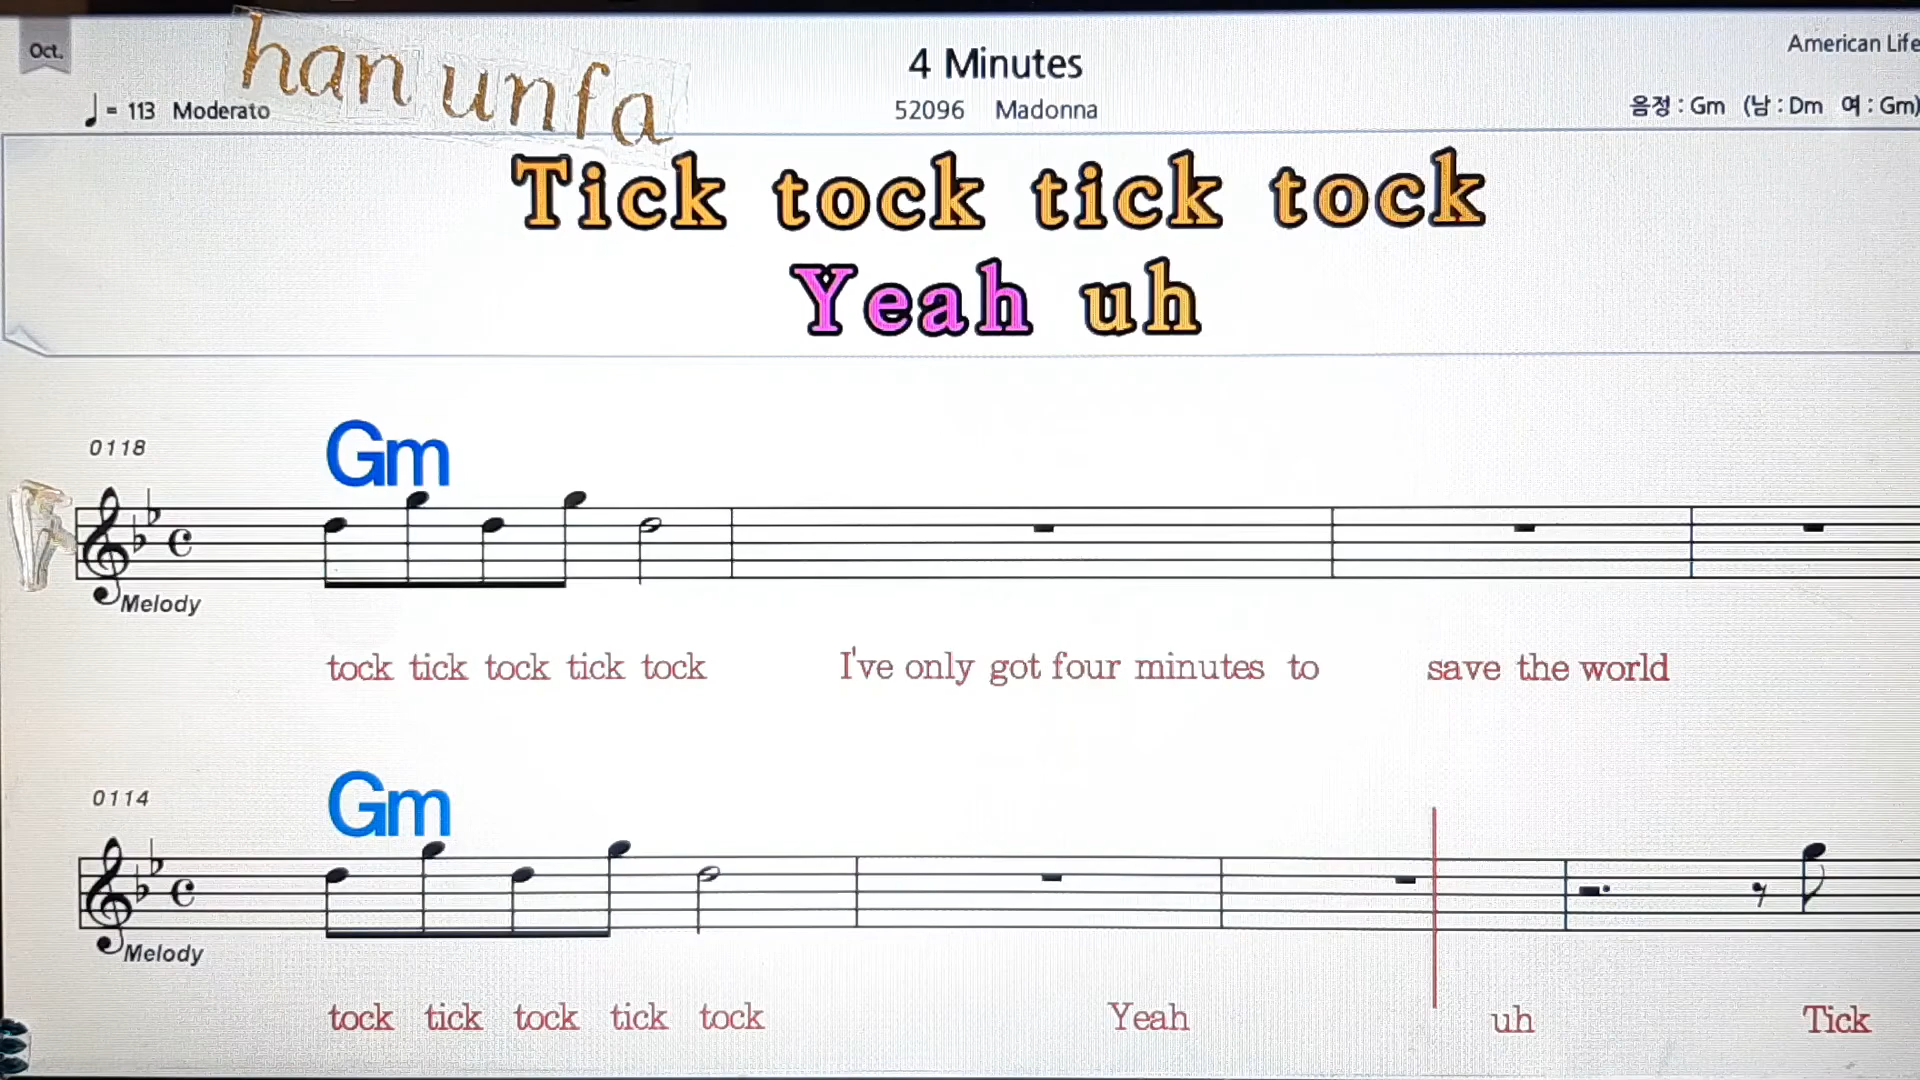 Oct.
han unfa
4 Minutes
American Life
= 113 Moderato
52096 Madonna
음정 : Gm (남 : Dm 여 : Gm)
Tick tock tick tock
Yeah uh
0118
Gm
Melody
tock tick tock tick tock I've only got four minutes to save the world
0114
Gm
Melody
tock tick tock tick tock Yeah uh Tick